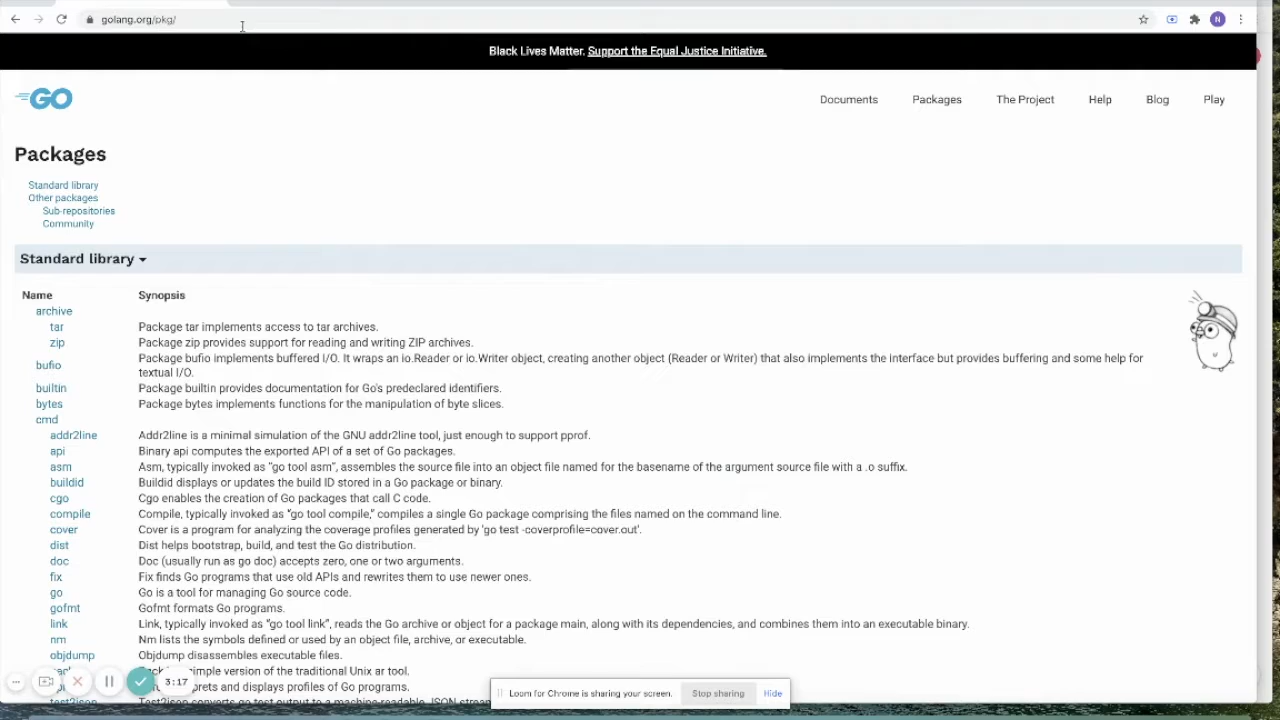 golang.org/pkg/
N
Black Lives Matter. Support the Equal Justice Initiative.
GO
Documents Packages The Project Help Blog Play
Packages
Standard library
Other packages
Sub-repositories
Community
Standard library
Name Synopsis
archive
tar Package tar implements access to tar archives.
zip Package zip provides support for reading and writing ZIP archives.
bufio Package bufio implements buffered I/O. It wraps an io.Reader or io.Writer object, creating another object (Reader or Writer) that also implements the interface but provides buffering and some help for
textual I/O.
builtin Package builtin provides documentation for Go's predeclared identifiers.
bytes Package bytes implements functions for the manipulation of byte slices.
cmd
addr2line Addr2line is a minimal simulation of the GNU addr2line tool, just enough to support pprof.
api Binary api computes the exported API of a set of Go packages.
asm Asm, typically invoked as “go tool asm”, assembles the source file into an object file named for the basename of the argument source file with a .o suffix.
buildid Buildid displays or updates the build ID stored in a Go package or binary.
cgo Cgo enables the creation of Go packages that call C code.
compile Compile, typically invoked as “go tool compile,” compiles a single Go package comprising the files named on the command line.
cover Cover is a program for analyzing the coverage profiles generated by 'go test -coverprofile=cover.out'.
dist Dist helps bootstrap, build, and test the Go distribution.
doc Doc (usually run as go doc) accepts zero, one or two arguments.
fix Fix finds Go programs that use old APIs and rewrites them to use newer ones.
go Go is a tool for managing Go source code.
gofmt Gofmt formats Go programs.
link Link, typically invoked as “go tool link”, reads the Go archive or object for a package main, along with its dependencies, and combines them into an executable binary.
nm Nm lists the symbols defined or used by an object file, archive, or executable.
objdump Objdump disassembles executable files.
simple version of the traditional Unix ar tool.
and displays profiles of Go programs.
3:17
test2json converts go test output to a machine-readable JSON
Loom for Chrome is sharing your screen. Stop sharing Hide